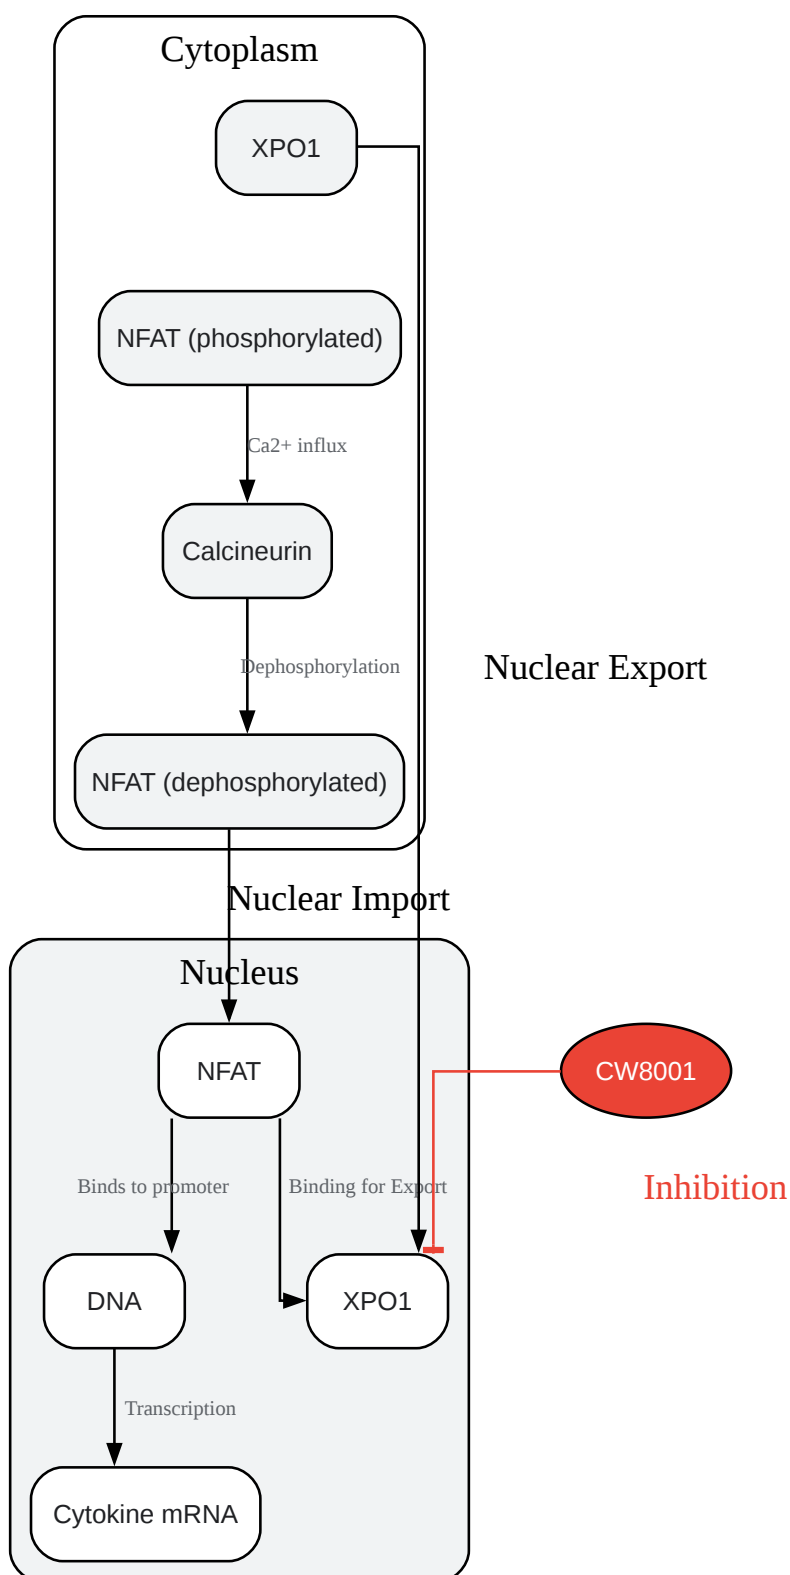 Cytoplasm
XPO1
NFAT (phosphorylated)
Ca2+ influx
Calcineurin
Dephosphorylation
Nuclear Export
NFAT (dephosphorylated)
Nuclear Import
Nucleus
NFAT
CW8001
Binds to promoter
Binding for Export
Inhibition
DNA
XPO1
Transcription
Cytokine mRNA